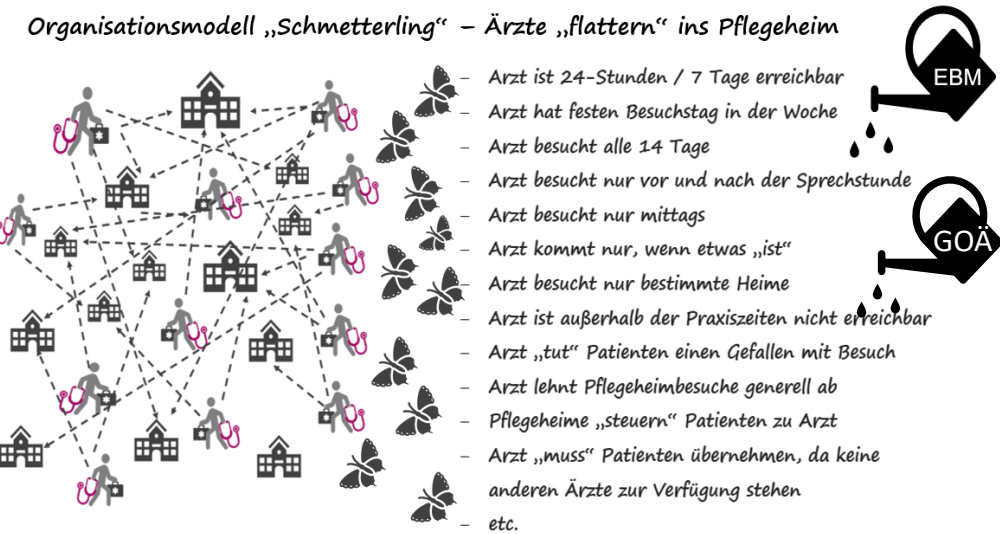 Organisationsmodell „Schmetterling“ – Ärzte „flattern“ ins Pflegeheim
– Arzt ist 24-Stunden / 7 Tage erreichbar
– Arzt hat festen Besuchstag in der Woche
– Arzt besucht alle 14 Tage
– Arzt besucht nur vor und nach der Sprechstunde
– Arzt besucht nur mittags
– Arzt kommt nur, wenn etwas „ist“
– Arzt besucht nur bestimmte Heime
– Arzt ist außerhalb der Praxiszeiten nicht erreichbar
– Arzt „tut“ Patienten einen Gefallen mit Besuch
– Arzt lehnt Pflegeheimbesuche generell ab
– Pflegeheime „steuern“ Patienten zu Arzt
– Arzt „muss“ Patienten übernehmen, da keine
anderen Ärzte zur Verfügung stehen
– etc.
EBM
GOÄ